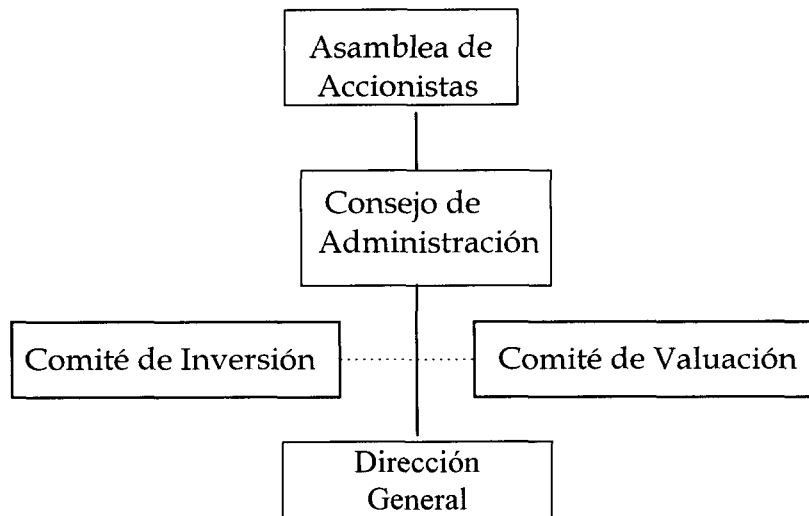 Asamblea de
Accionistas
Consejo de
Administración
Comité de Inversión
Comité de Valuación
Dirección
General